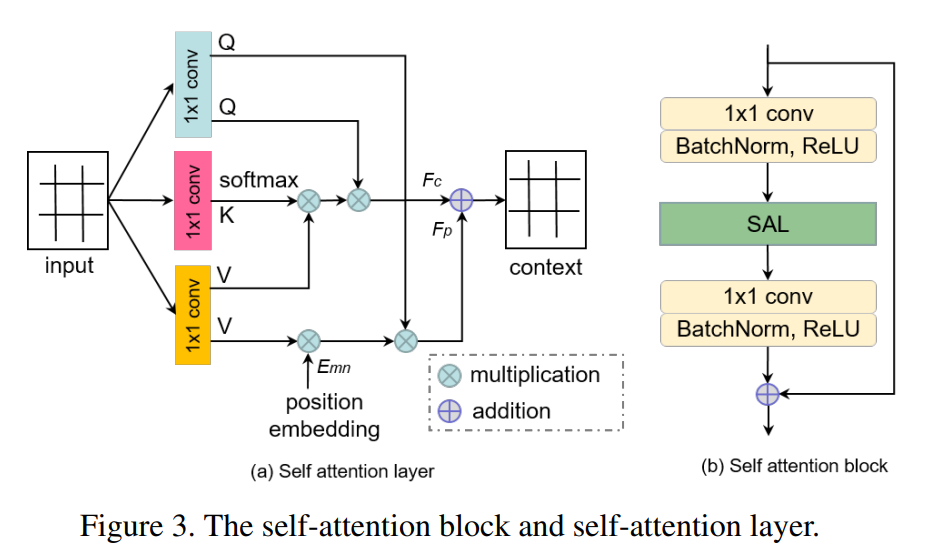 Q
1x1 conv
Q
softmax
K
1x1 conv
input
V
1x1 conv
V
Emn
position
embedding
Fc
Fp
context
multiplication
addition
(a) Self attention layer
1x1 conv
BatchNorm, ReLU
SAL
1x1 conv
BatchNorm, ReLU
(b) Self attention block
Figure 3. The self-attention block and self-attention layer.